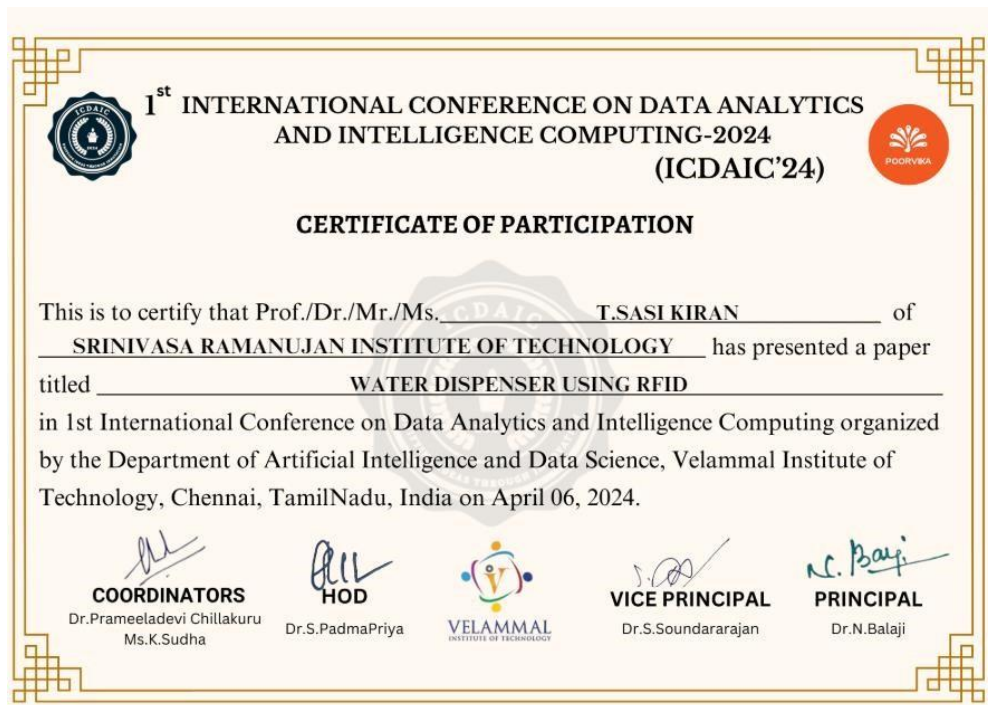 1st INTERNATIONAL CONFERENCE ON DATA ANALYTICS
AND INTELLIGENCE COMPUTING-2024
(ICDAIC'24)
ICDAIC
2024
POORVIKA
CERTIFICATE OF PARTICIPATION
This is to certify that Prof./Dr./Mr./Ms. T.SASI KIRAN of
SRINIVASA RAMANUJAN INSTITUTE OF TECHNOLOGY has presented a paper
titled WATER DISPENSER USING RFID
in 1st International Conference on Data Analytics and Intelligence Computing organized
by the Department of Artificial Intelligence and Data Science, Velammal Institute of
Technology, Chennai, TamilNadu, India on April 06, 2024.
ICDAIC
COORDINATORS
Dr.Prameeladevi Chillakuru
Ms.K.Sudha
HOD
Dr.S.PadmaPriya
VELAMMAL
INSTITUTE OF TECHNOLOGY
VICE PRINCIPAL
Dr.S.Soundararajan
N. Balaji
PRINCIPAL
Dr.N.Balaji